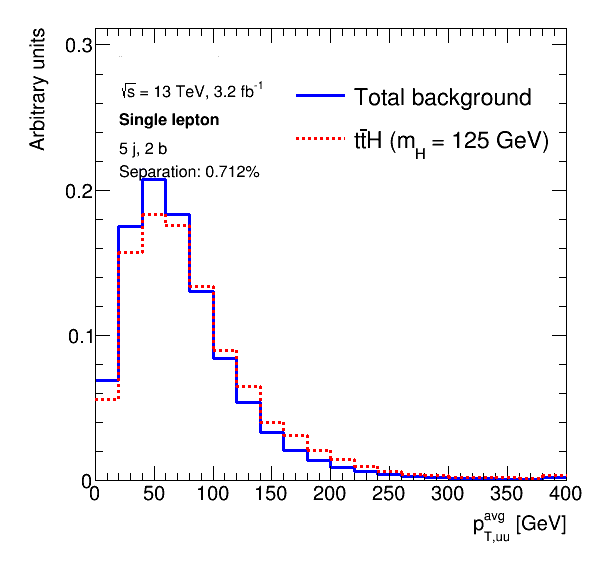 Arbitrary units
0.3
0.2
0.1
0
√s = 13 TeV, 3.2 fb⁻¹
Single lepton
5 j, 2 b
Separation: 0.712%
Total background
tt̄H (m_H = 125 GeV)
0 50 100 150 200 250 300 350 400
p_{T,uu}^{avg} [GeV]